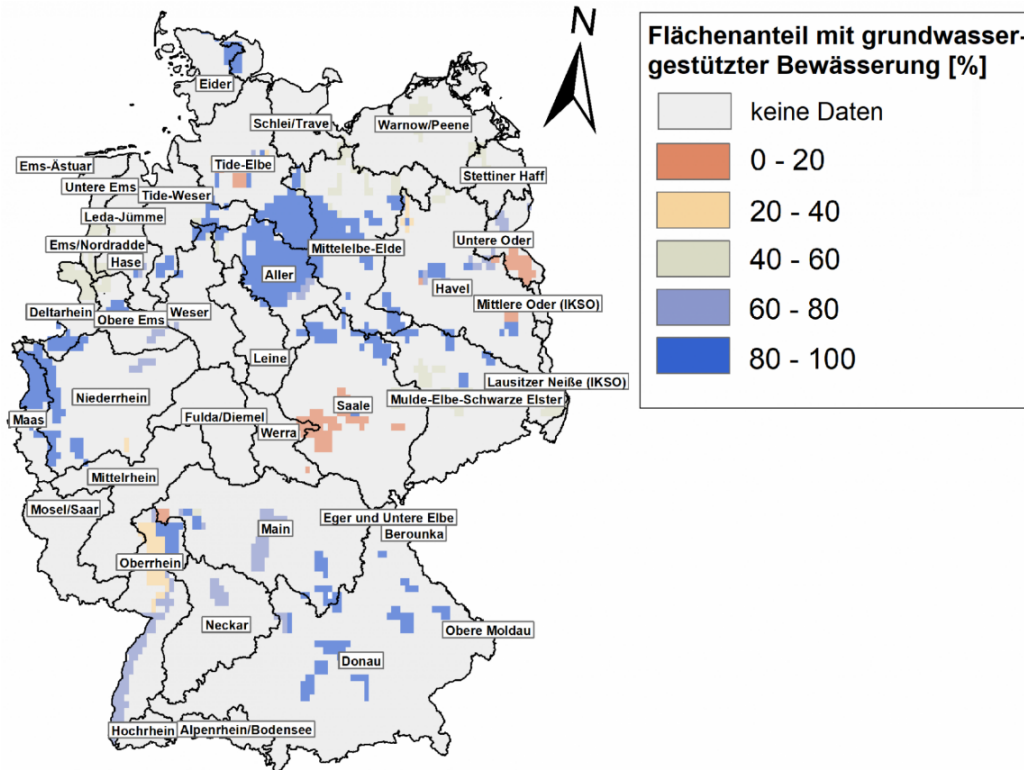 N
Flächenanteil mit grundwasser-
gestützter Bewässerung [%]
keine Daten
0 - 20
20 - 40
40 - 60
60 - 80
80 - 100
Eider
Schlei/Trave
Warnow/Peene
Ems-Ästuar
Tide-Elbe
Stettiner Haff
Untere Ems
Tide-Weser
Leda-Jümme
Ems/Nordradde
Untere Oder
Hase
Mittelelbe-Elde
Aller
Havel
Mittlere Oder (IKSO)
Deltarhein
Obere Ems
Weser
Leine
Lausitzer Neiße (IKSO)
Niederrhein
Mulde-Elbe-Schwarze Elster
Saale
Maas
Fulda/Diemel
Werra
Mittelrhein
Mosel/Saar
Eger und Untere Elbe
Main
Berounka
Oberrhein
Neckar
Obere Moldau
Donau
Hochrhein
Alpenrhein/Bodensee